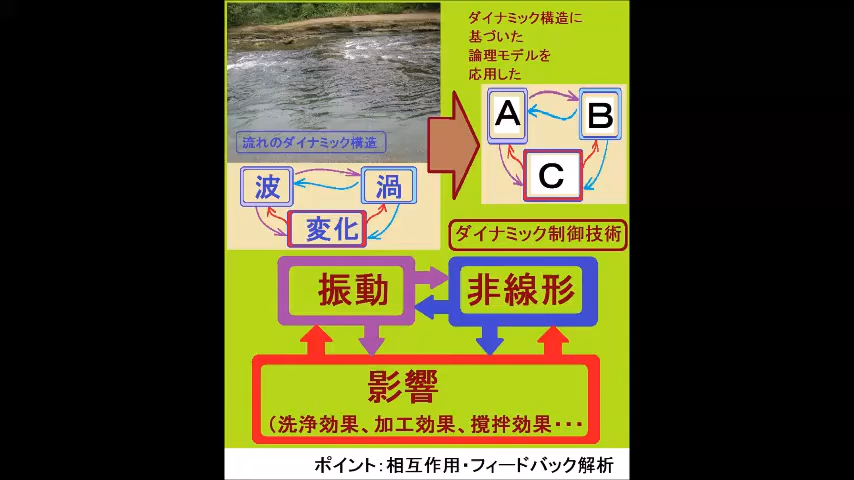 ダイナミック構造に
基づいた
論理モデルを
応用した
流れのダイナミック構造
波
渦
変化
A
B
C
ダイナミック制御技術
振動
非線形
影響
(洗浄効果、加工効果、撹拌効果・・・
ポイント：相互作用・フィードバック解析